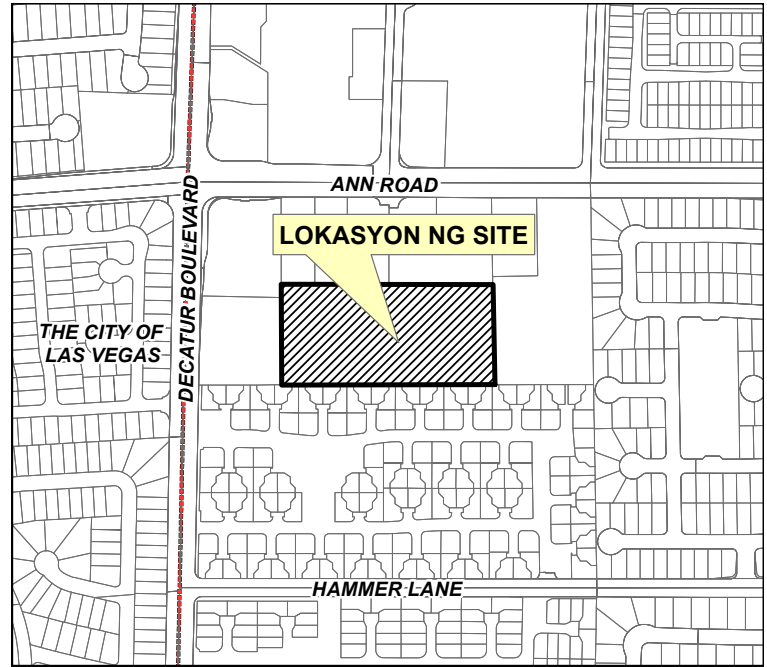 ANN ROAD
LOKASYON NG SITE
DECATUR BOULEVARD
THE CITY OF
LAS VEGAS
HAMMER LANE